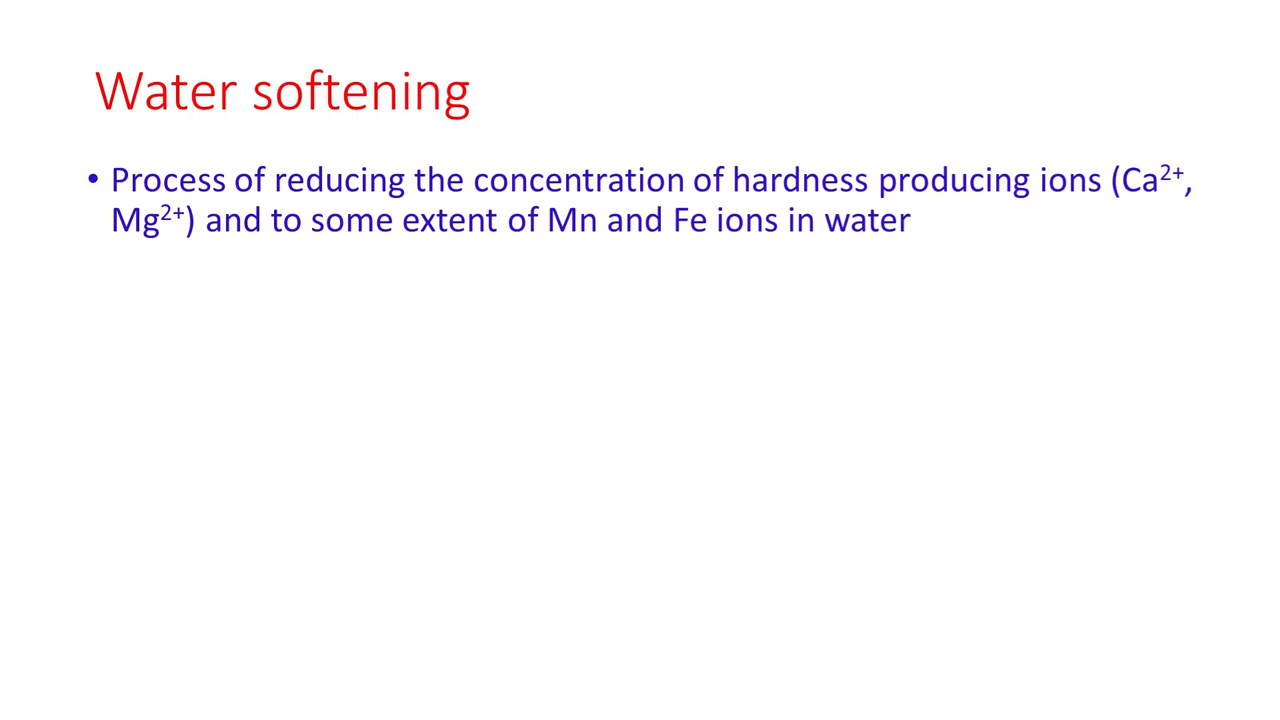 Water softening
• Process of reducing the concentration of hardness producing ions (Ca²⁺,
Mg²⁺) and to some extent of Mn and Fe ions in water